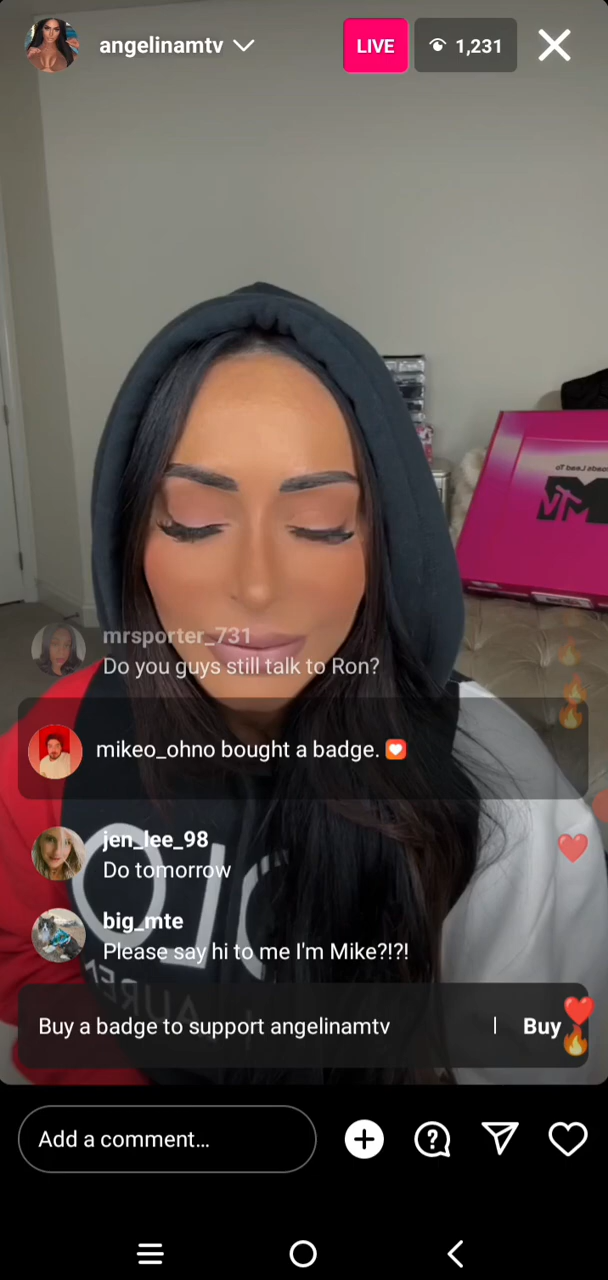 angelinamtv
LIVE
1,231
mrsporter_731
Do you guys still talk to Ron?
mikeo_ohno bought a badge.
jen_lee_98
Do tomorrow
big_mte
Please say hi to me I'm Mike?!?!
Buy a badge to support angelinamtv
Buy
Add a comment...